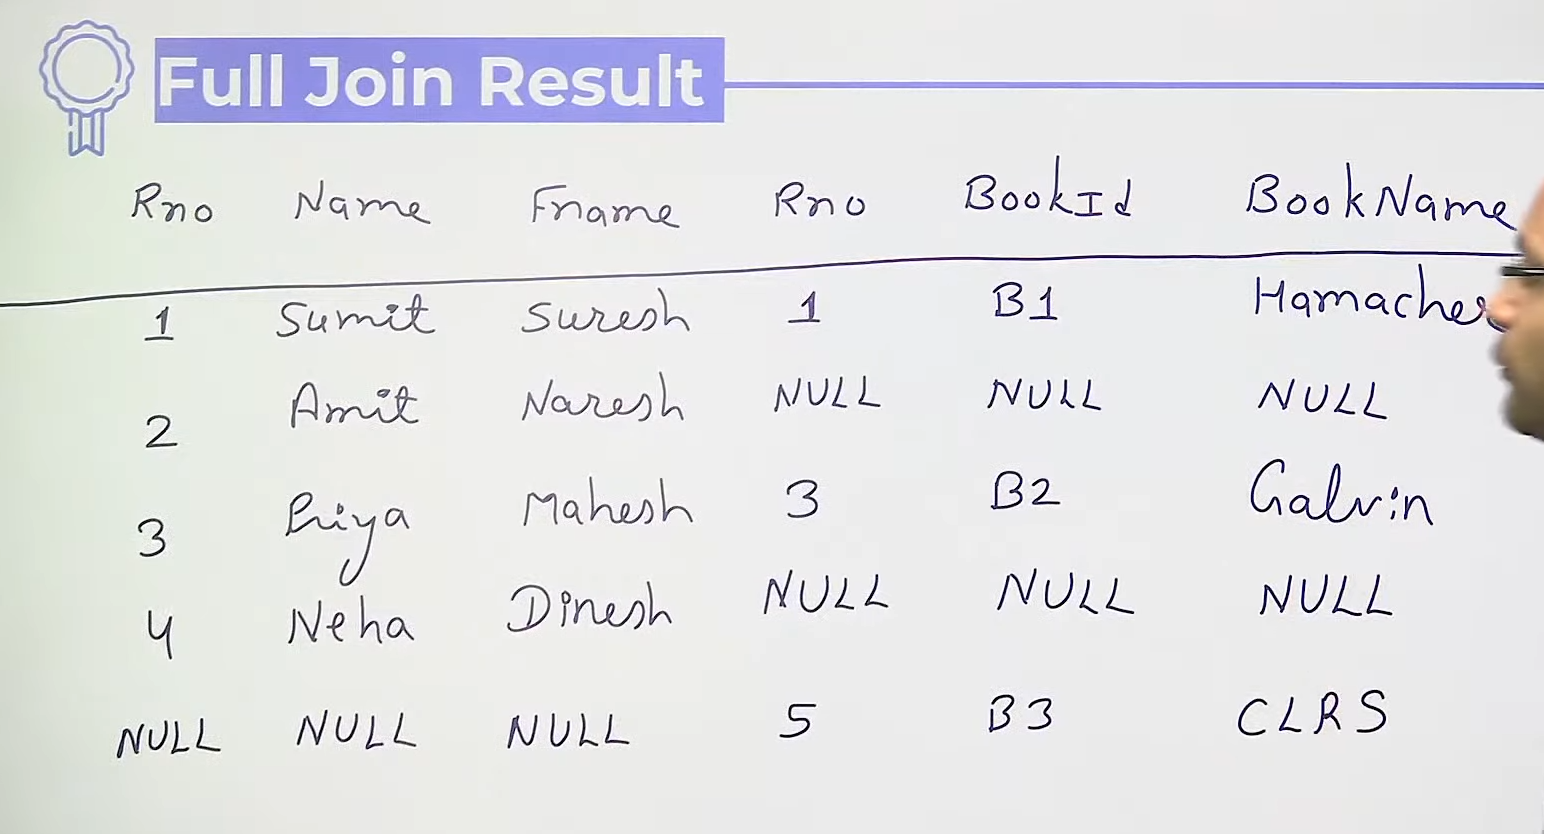 Full Join Result
Rno Name Fname Rno BookId BookName
1 Sumit Suresh 1 B1 Hamacher
2 Amit Naresh NULL NULL NULL
3 Priya Mahesh 3 B2 Galvin
4 Neha Dinesh NULL NULL NULL
NULL NULL NULL 5 B3 CLRS